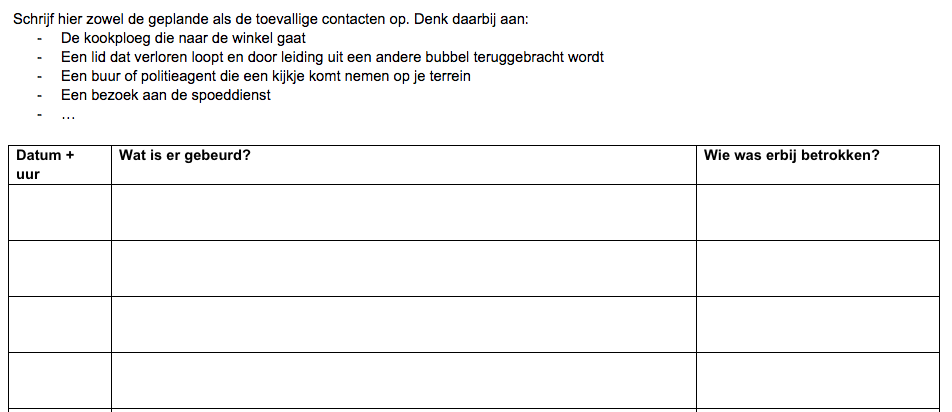 Schrijf hier zowel de geplande als de toevallige contacten op. Denk daarbij aan:
- De kookploeg die naar de winkel gaat
- Een lid dat verloren loopt en door leiding uit een andere bubbel teruggebracht wordt
- Een buur of politieagent die een kijkje komt nemen op je terrein
- Een bezoek aan de spoeddienst
- …
Datum + uur
Wat is er gebeurd?
Wie was erbij betrokken?